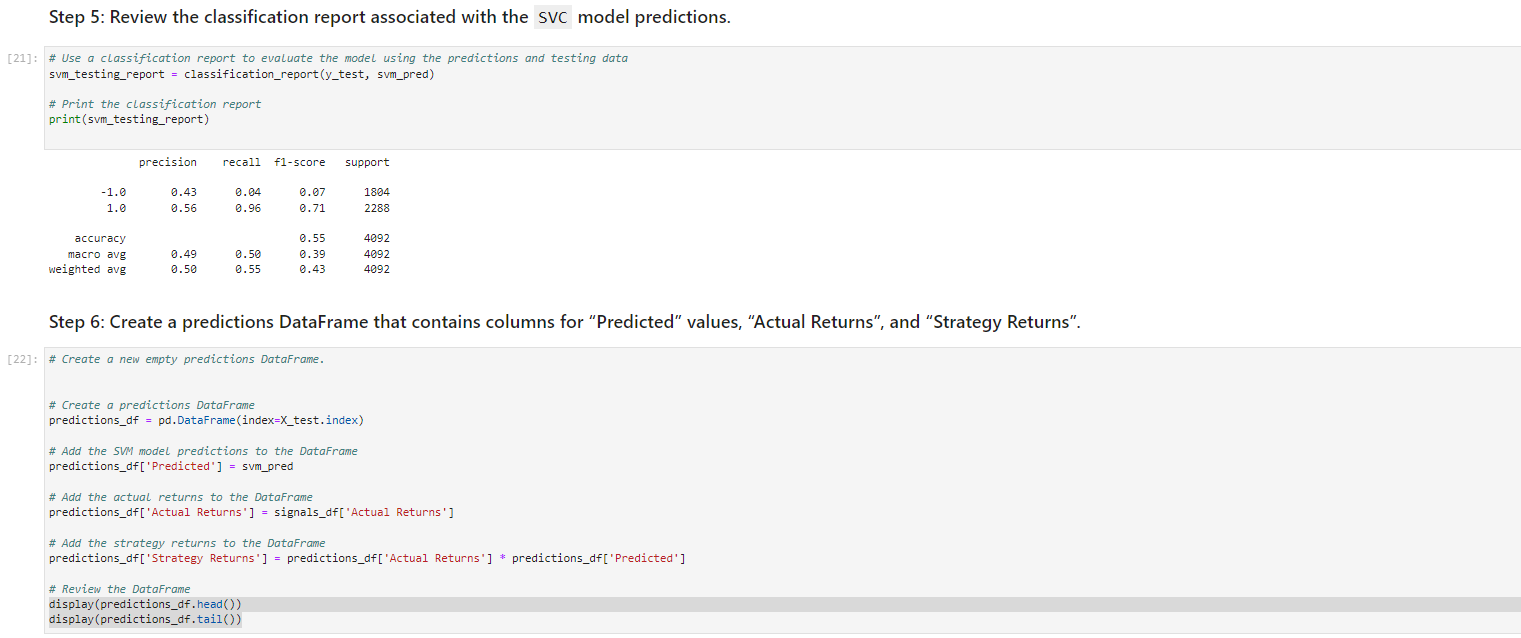 Step 5: Review the classification report associated with the SVC model predictions.
[21]: # Use a classification report to evaluate the model using the predictions and testing data
svm_testing_report = classification_report(y_test, svm_pred)
# Print the classification report
print(svm_testing_report)
precision recall f1-score support
-1.0 0.43 0.04 0.07 1804
1.0 0.56 0.96 0.71 2288
accuracy 0.55 4092
macro avg 0.49 0.50 0.39 4092
weighted avg 0.50 0.55 0.43 4092
Step 6: Create a predictions DataFrame that contains columns for “Predicted” values, “Actual Returns”, and “Strategy Returns”.
[22]: # Create a new empty predictions DataFrame.
# Create a predictions DataFrame
predictions_df = pd.DataFrame(index=X_test.index)
# Add the SVM model predictions to the DataFrame
predictions_df['Predicted'] = svm_pred
# Add the actual returns to the DataFrame
predictions_df['Actual Returns'] = signals_df['Actual Returns']
# Add the strategy returns to the DataFrame
predictions_df['Strategy Returns'] = predictions_df['Actual Returns'] * predictions_df['Predicted']
# Review the DataFrame
display(predictions_df.head())
display(predictions_df.tail())